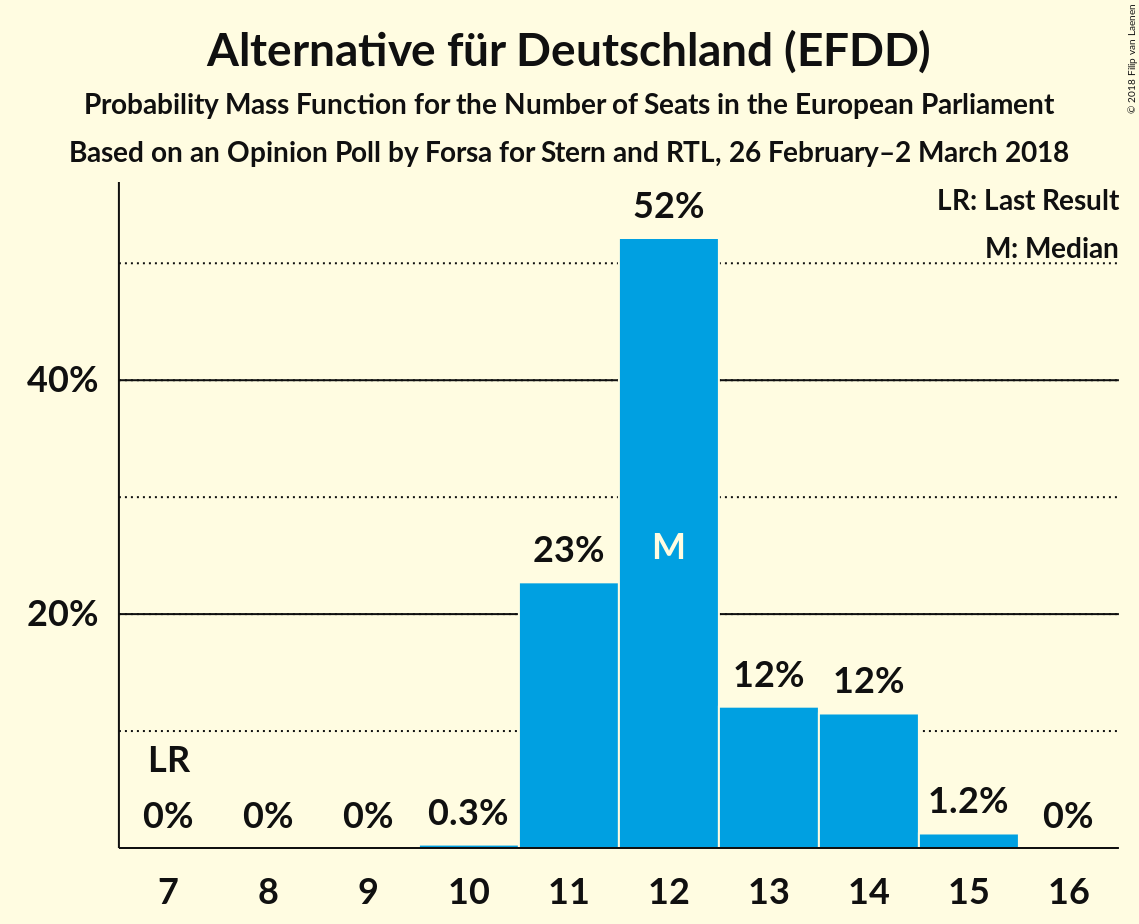 Alternative für Deutschland (EFDD)
Probability Mass Function for the Number of Seats in the European Parliament
Based on an Opinion Poll by Forsa for Stern and RTL, 26 February–2 March 2018
© 2018 Filip van Laenen
LR: Last Result
M: Median
52%
40%
23%
M
20%
12%
12%
LR
0%
0%
0%
0.3%
1.2%
0%
7
8
9
10
11
12
13
14
15
16